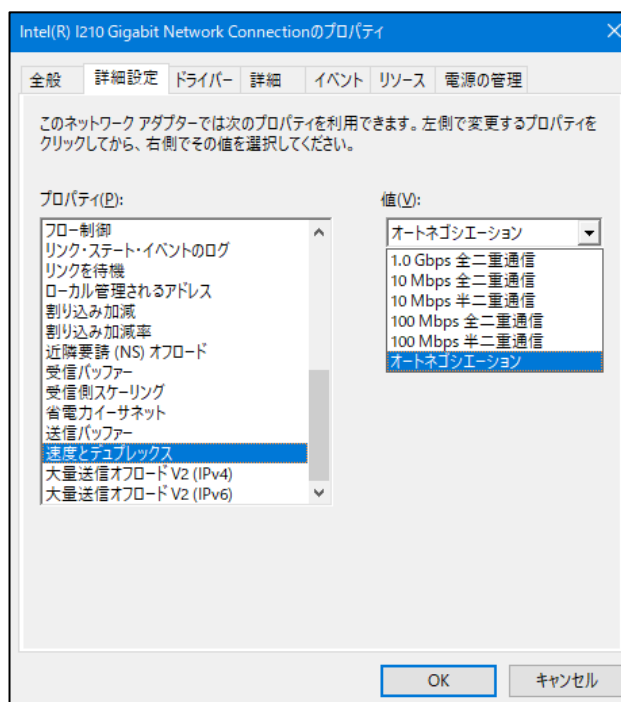 Intel(R) I210 Gigabit Network Connectionのプロパティ
全般 詳細設定 ドライバー 詳細 イベント リソース 電源の管理
このネットワーク アダプターでは次のプロパティを利用できます。左側で変更するプロパティを
クリックしてから、右側でその値を選択してください。
プロパティ(P):
フロー制御
リンク・ステート・イベントのログ
リンクを待機
ローカル管理されるアドレス
割り込み加減
割り込み加減率
近隣要請 (NS) オフロード
受信バッファー
受信側スケーリング
省電力イーサネット
送信バッファー
速度とデュプレックス
大量送信オフロード V2 (IPv4)
大量送信オフロード V2 (IPv6)
値(V):
オートネゴシエーション
1.0 Gbps 全二重通信
10 Mbps 全二重通信
10 Mbps 半二重通信
100 Mbps 全二重通信
100 Mbps 半二重通信
オートネゴシエーション
OK キャンセル